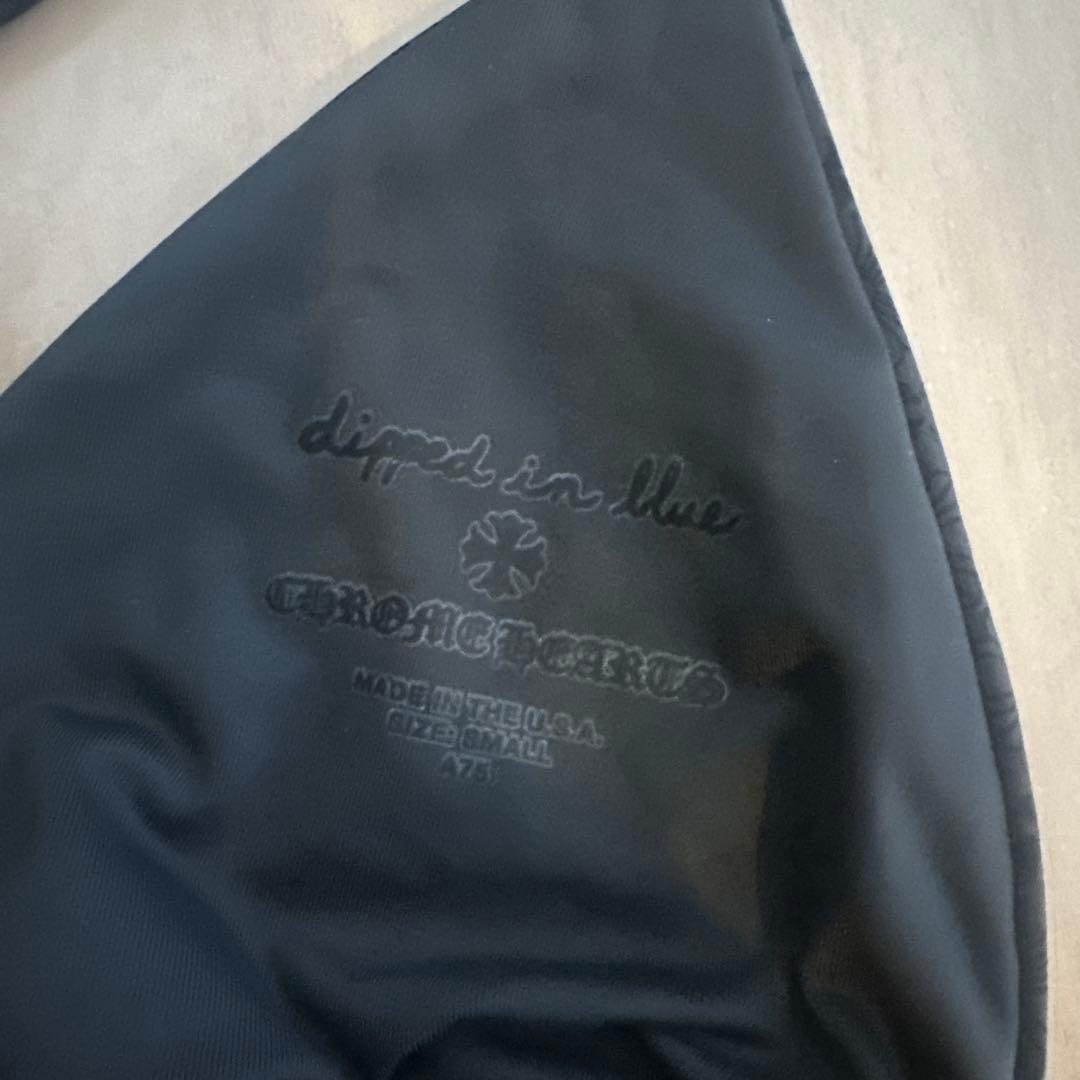 dipped in blue
CHROME HEARTS
MADE IN THE U.S.A.
SIZE: SMALL
A75